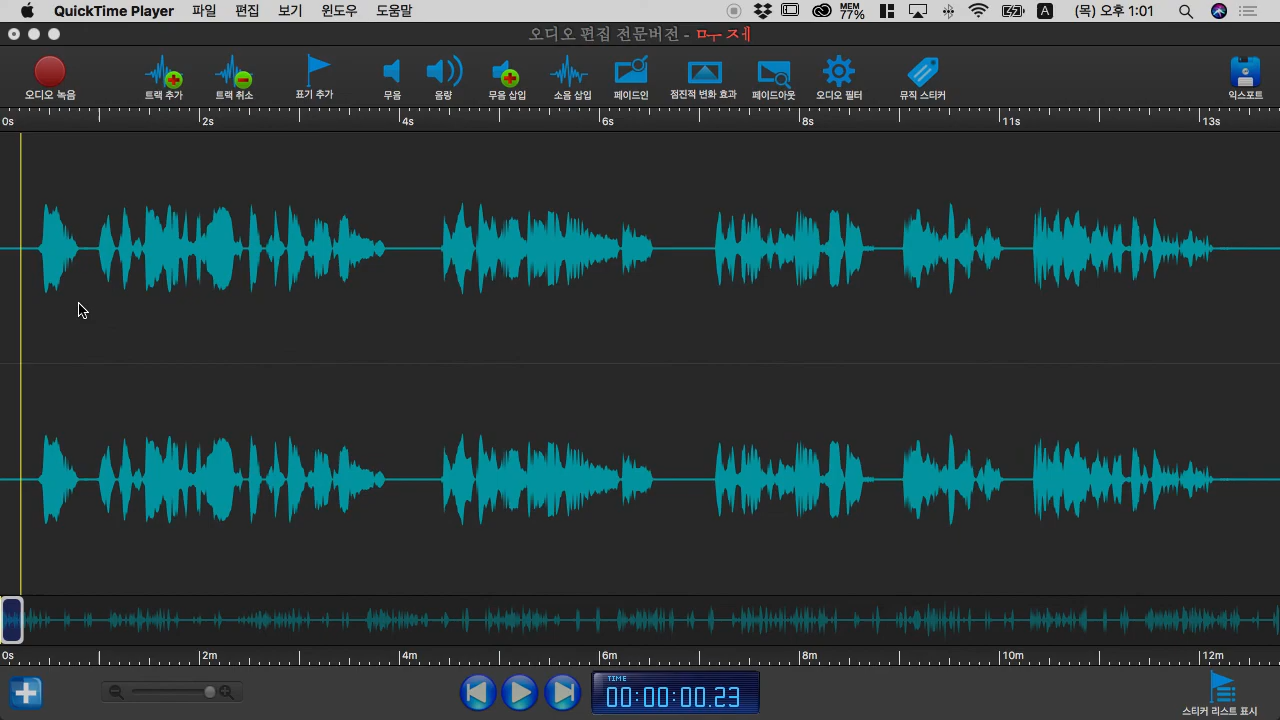 QuickTime Player 파일 편집 보기 윈도우 도움말 MEM 77% A (목) 오후 1:01
오디오 편집 전문버전 - ㅁㅜ 제
오디오 녹음 트랙 추가 트랙 취소 표기 추가 무음 음량 무음 삽입 소음 삽입 페이드인 점진적 변화 효과 페이드아웃 오디오 필터 뮤직 스티커 익스포트
0s 2s 4s 6s 8s 11s 13s
0s 2m 4m 6m 8m 10m 12m
TIME
00:00:00.23
스티커 리스트 표시